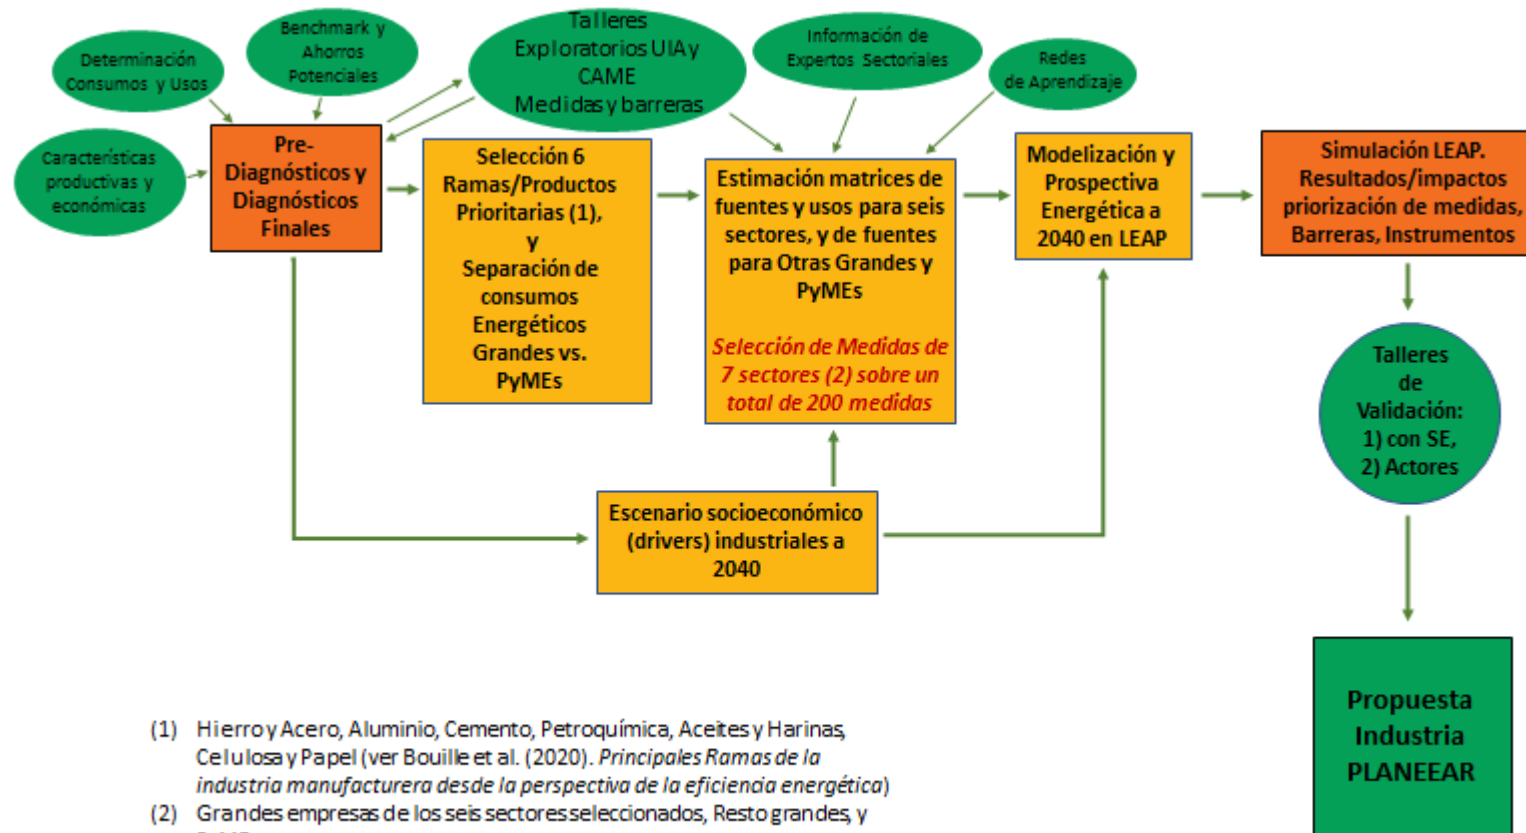 Determinación
Consumos y Usos
Benchmark y
Ahorros
Potenciales
Talleres
Exploratorios UIA y
CAME
Medidas y barreras
Información de
Expertos Sectoriales
Redes
de Aprendizaje
Características
productivas y
económicas
Pre-
Diagnósticos y
Diagnósticos
Finales
Selección 6
Ramas/Productos
Prioritarias (1),
y
Separación de
consumos
Energéticos
Grandes vs.
PyMEs
Estimación matrices de
fuentes y usos para seis
sectores, y de fuentes
para Otras Grandes y
PyMEs
Selección de Medidas de
7 sectores (2) sobre un
total de 200 medidas
Modelización y
Prospectiva
Energética a
2040 en LEAP
Simulación LEAP.
Resultados/impactos
priorización de medidas,
Barreras, Instrumentos
Talleres
de
Validación:
1) con SE,
2) Actores
Escenario socioeconómico
(drivers) industriales a
2040
Propuesta
Industria
PLANEEAR
(1) Hierro y Acero, Aluminio, Cemento, Petroquímica, Aceites y Harinas,
Celulosa y Papel (ver Bouille et al. (2020). Principales Ramas de la
industria manufacturera desde la perspectiva de la eficiencia energética)
(2) Grandes empresas de los seis sectores seleccionados, Resto grandes, y